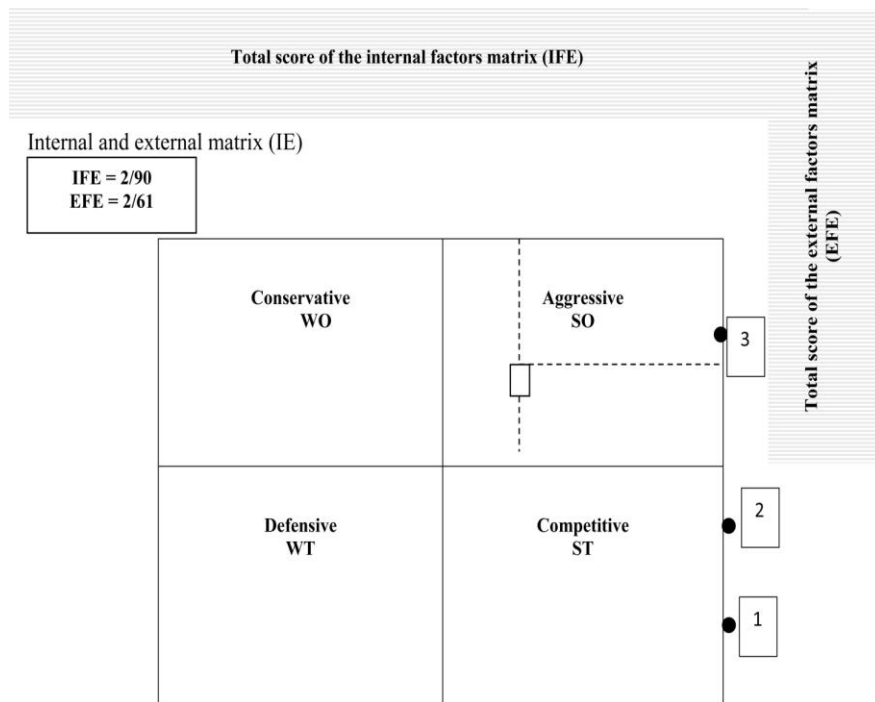 Total score of the internal factors matrix (IFE)
Total score of the external factors matrix
(EFE)
Internal and external matrix (IE)
IFE = 2/90
EFE = 2/61
Conservative
WO
Aggressive
SO
3
Defensive
WT
Competitive
ST
2
1